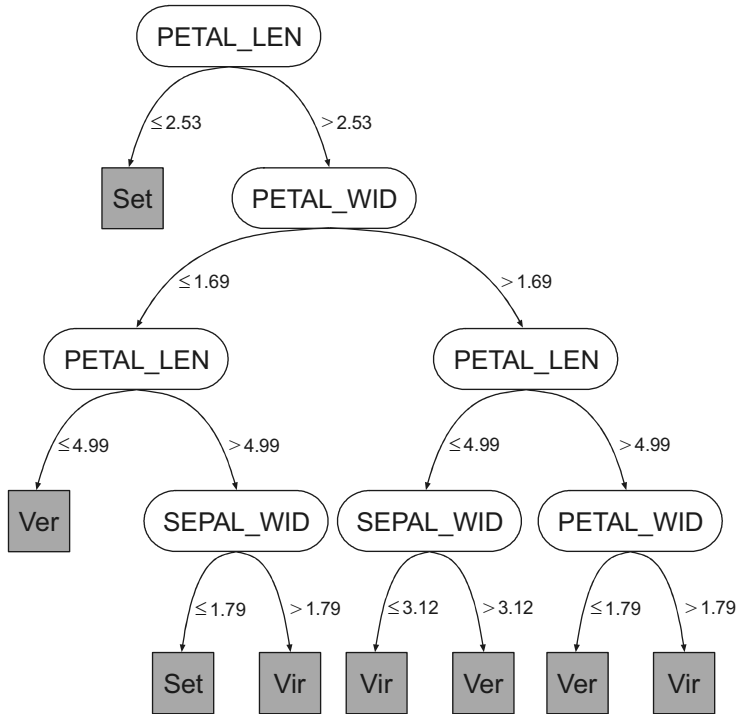 PETAL_LEN
≤2.53 >2.53
Set PETAL_WID
≤1.69 >1.69
PETAL_LEN PETAL_LEN
≤4.99 >4.99 ≤4.99 >4.99
Ver SEPAL_WID SEPAL_WID PETAL_WID
≤1.79 >1.79 ≤3.12 >3.12 ≤1.79 >1.79
Set Vir Vir Ver Ver Vir